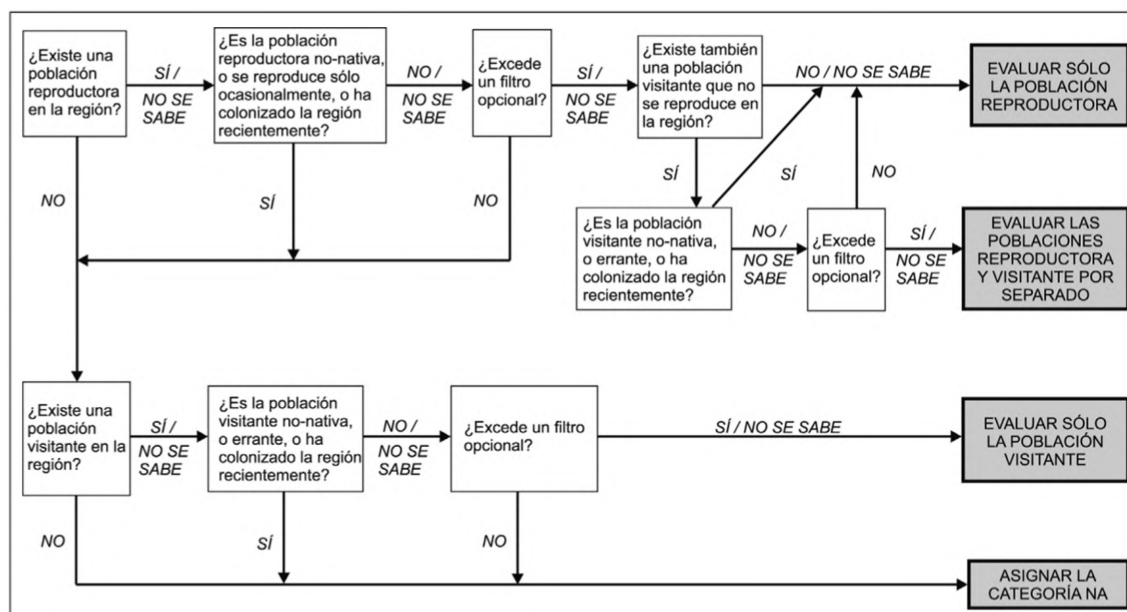 ¿Existe una
población
reproductora
en la región?
SÍ /
NO SE
SABE
¿Es la población
reproductora no-nativa,
o se reproduce sólo
ocasionalmente, o ha
colonizado la región
recientemente?
NO /
NO SE
SABE
¿Excede
un filtro
opcional?
SÍ /
NO SE
SABE
¿Existe también
una población
visitante que no
se reproduce en
la región?
NO / NO SE SABE
EVALUAR SÓLO
LA POBLACIÓN
REPRODUCTORA
NO
SÍ
NO
SÍ
SÍ
NO
¿Es la población
visitante no-nativa,
o errante, o ha
colonizado la región
recientemente?
NO /
NO SE
SABE
¿Excede
un filtro
opcional?
SÍ /
NO SE
SABE
EVALUAR LAS
POBLACIONES
REPRODUCTORA
Y VISITANTE POR
SEPARADO
¿Existe una
población
visitante en la
región?
SÍ /
NO SE
SABE
¿Es la población
visitante no-nativa,
o errante, o ha
colonizado la región
recientemente?
NO /
NO SE
SABE
¿Excede un filtro
opcional?
SÍ / NO SE SABE
EVALUAR SÓLO
LA POBLACIÓN
VISITANTE
NO
SÍ
NO
ASIGNAR LA
CATEGORÍA NA